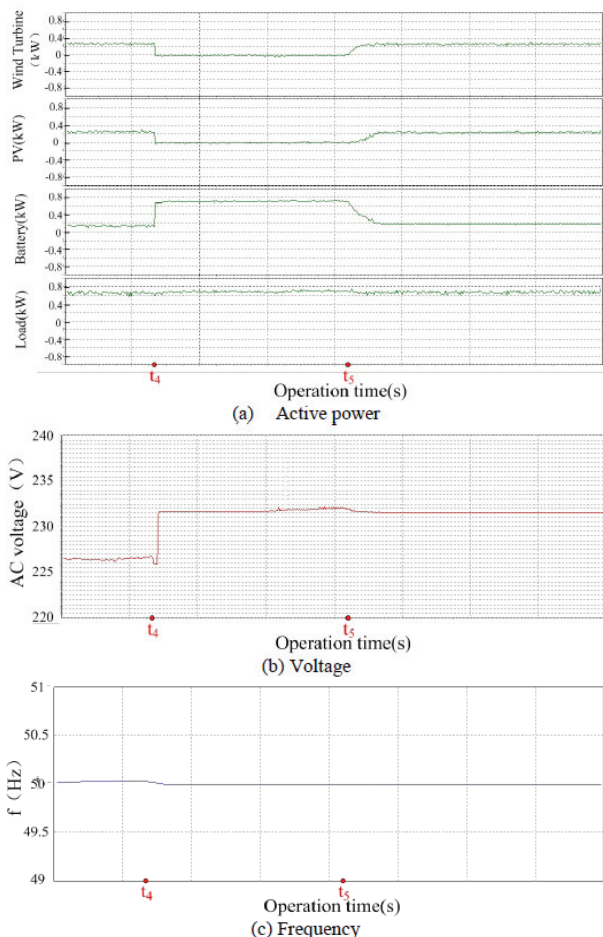 Wind Turbine
(kW)
0.8
0.4
0
-0.4
-0.8
PV(kW)
0.8
0.4
0
-0.4
-0.8
Battery(kW)
0.8
0.4
0
-0.4
-0.8
Load(kW)
0.8
0.4
0
-0.4
-0.8
t4 t5
Operation time(s)
(a) Active power
AC voltage (V)
240
235
230
225
220
t4 t5
Operation time(s)
(b) Voltage
f (Hz)
51
50.5
50
49.5
49
t4 t5
Operation time(s)
(c) Frequency